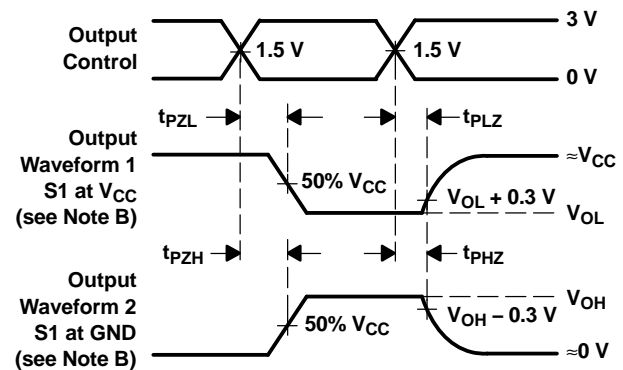 Output
Control
3 V
1.5 V
1.5 V
0 V
tPZL
tPLZ
Output
Waveform 1
S1 at VCC
(see Note B)
≈VCC
50% VCC
VOL + 0.3 V
VOL
tPZH
tPHZ
Output
Waveform 2
S1 at GND
(see Note B)
VOH
VOH − 0.3 V
50% VCC
≈0 V